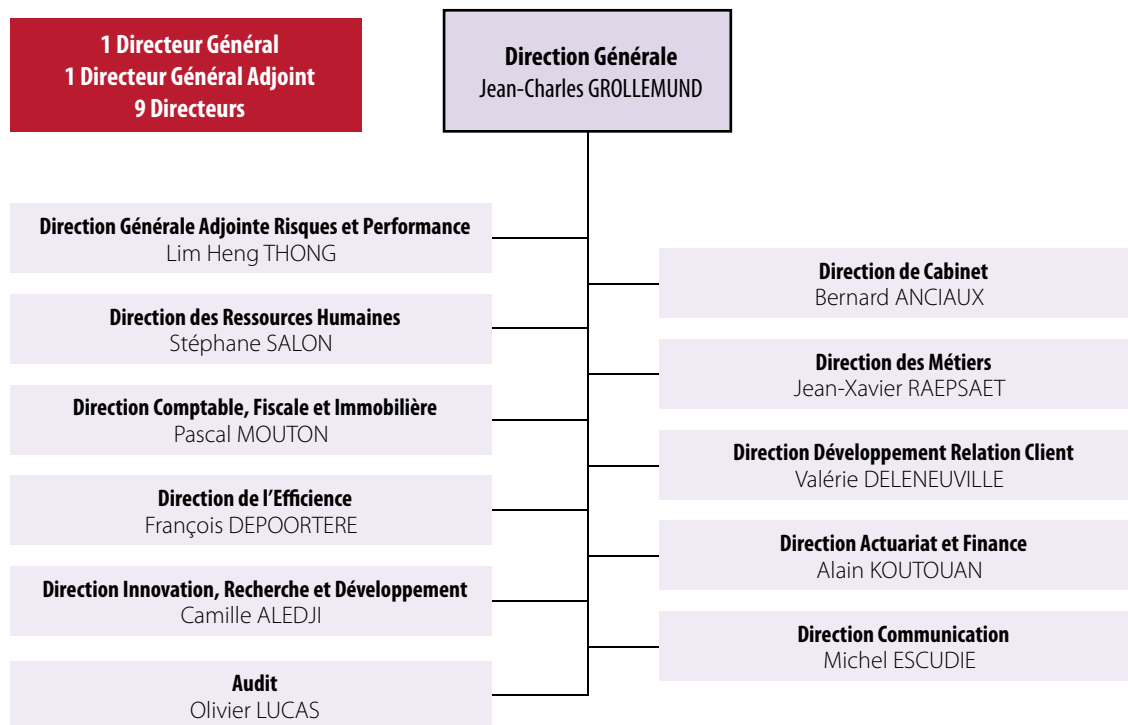 1 Directeur Général
1 Directeur Général Adjoint
9 Directeurs
Direction Générale
Jean-Charles GROLLEMUND
Direction Générale Adjointe Risques et Performance
Lim Heng THONG
Direction des Ressources Humaines
Stéphane SALON
Direction Comptable, Fiscale et Immobilière
Pascal MOUTON
Direction de l’Efficience
François DEPOORTERE
Direction Innovation, Recherche et Développement
Camille ALEDJI
Audit
Olivier LUCAS
Direction de Cabinet
Bernard ANCIAUX
Direction des Métiers
Jean-Xavier RAEPSAET
Direction Développement Relation Client
Valérie DELENEUVILLE
Direction Actuariat et Finance
Alain KOUTOUAN
Direction Communication
Michel ESCUDIE